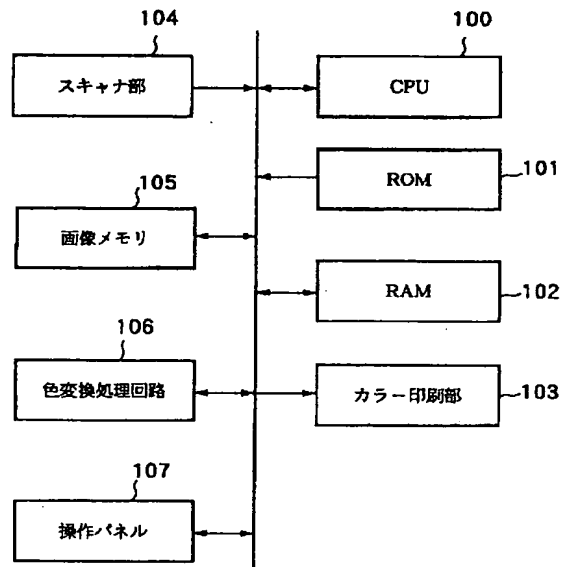 104
スキャナ部
100
CPU
101
ROM
105
画像メモリ
102
RAM
106
色変換処理回路
103
カラー印刷部
107
操作パネル